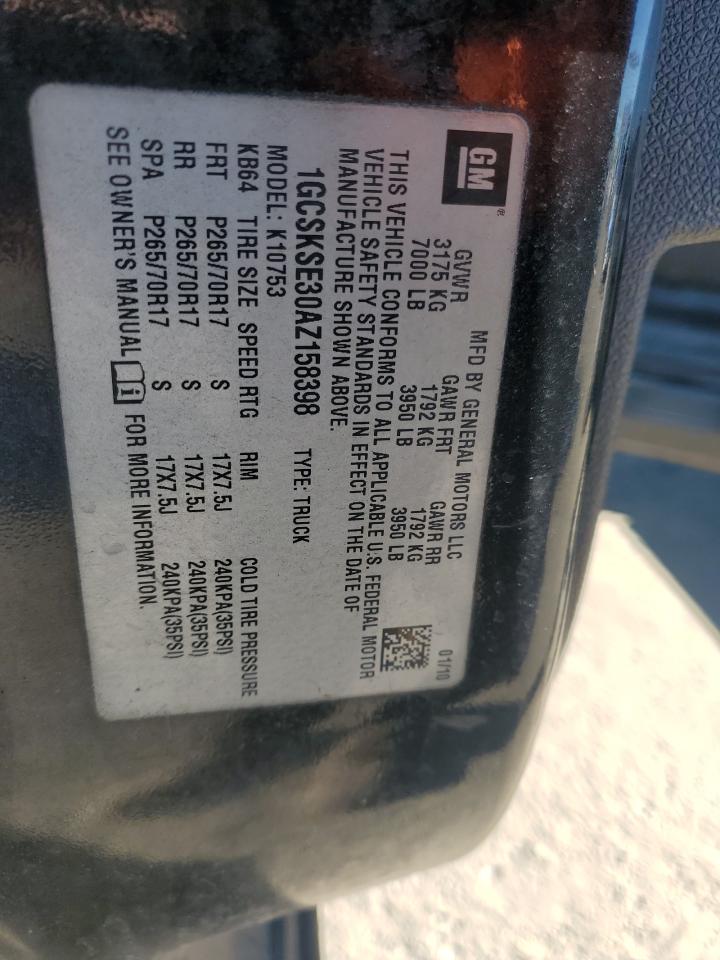 GM®
MFD BY GENERAL MOTORS LLC 01/10
GVWR GAWR FRT GAWR RR
3175 KG 1792 KG 1792 KG
7000 LB 3950 LB 3950 LB
THIS VEHICLE CONFORMS TO ALL APPLICABLE U.S. FEDERAL MOTOR
VEHICLE SAFETY STANDARDS IN EFFECT ON THE DATE OF
MANUFACTURE SHOWN ABOVE.
1GCSKSE30AZ158398 TYPE: TRUCK
MODEL: K10753
KB64 TIRE SIZE SPEED RTG RIM COLD TIRE PRESSURE
FRT P265/70R17 S 17X7.5J 240KPA(35PSI)
RR P265/70R17 S 17X7.5J 240KPA(35PSI)
SPA P265/70R17 S 17X7.5J 240KPA(35PSI)
SEE OWNER'S MANUAL FOR MORE INFORMATION.